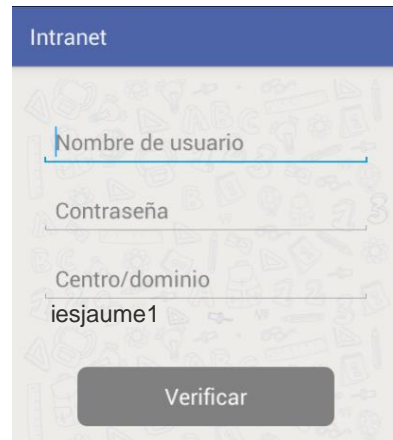 Intranet
Nombre de usuario
Contraseña
Centro/dominio
iesjaume1
Verificar